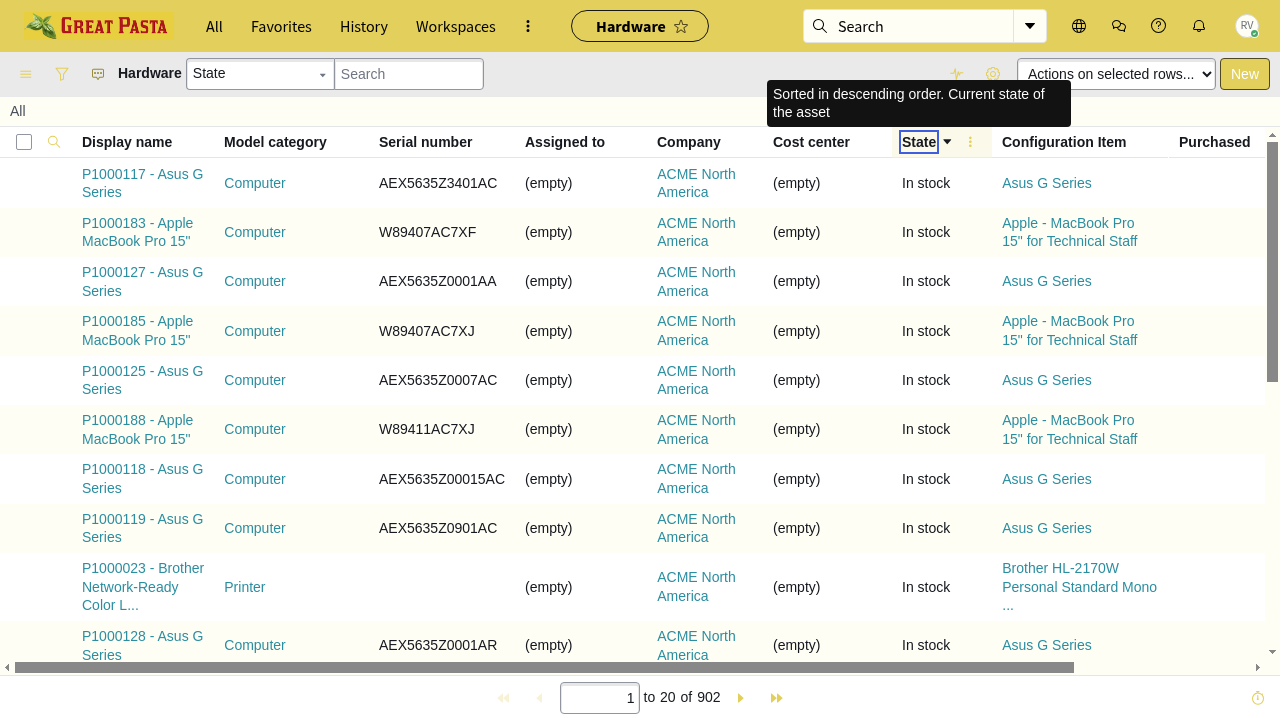 GREAT PASTA All Favorites History Workspaces Hardware Search RV
Hardware State Search Actions on selected rows... New
Sorted in descending order. Current state of
the asset
All
Display name Model category Serial number Assigned to Company Cost center State Configuration Item Purchased
P1000117 - Asus G
Series Computer AEX5635Z3401AC (empty) ACME North
America (empty) In stock Asus G Series
P1000183 - Apple
MacBook Pro 15" Computer W89407AC7XF (empty) ACME North
America (empty) In stock Apple - MacBook Pro
15" for Technical Staff
P1000127 - Asus G
Series Computer AEX5635Z0001AA (empty) ACME North
America (empty) In stock Asus G Series
P1000185 - Apple
MacBook Pro 15" Computer W89407AC7XJ (empty) ACME North
America (empty) In stock Apple - MacBook Pro
15" for Technical Staff
P1000125 - Asus G
Series Computer AEX5635Z0007AC (empty) ACME North
America (empty) In stock Asus G Series
P1000188 - Apple
MacBook Pro 15" Computer W89411AC7XJ (empty) ACME North
America (empty) In stock Apple - MacBook Pro
15" for Technical Staff
P1000118 - Asus G
Series Computer AEX5635Z00015AC (empty) ACME North
America (empty) In stock Asus G Series
P1000119 - Asus G
Series Computer AEX5635Z0901AC (empty) ACME North
America (empty) In stock Asus G Series
P1000023 - Brother
Network-Ready
Color L... Printer (empty) ACME North
America (empty) In stock Brother HL-2170W
Personal Standard Mono
...
P1000128 - Asus G
Series Computer AEX5635Z0001AR (empty) ACME North
America (empty) In stock Asus G Series
1 to 20 of 902